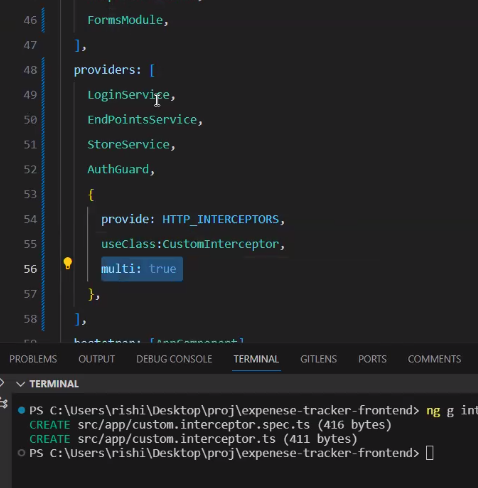 46 FormsModule,
47 ],
48 providers: [
49 LoginService,
50 EndPointsService,
51 StoreService,
52 AuthGuard,
53 {
54 provide: HTTP_INTERCEPTORS,
55 useClass:CustomInterceptor,
56 multi: true
57 },
58 ],
PROBLEMS OUTPUT DEBUG CONSOLE TERMINAL GITLENS PORTS COMMENTS
TERMINAL
PS C:\Users\rishi\Desktop\proj\expenese-tracker-frontend> ng g int
CREATE src/app/custom.interceptor.spec.ts (416 bytes)
CREATE src/app/custom.interceptor.ts (411 bytes)
PS C:\Users\rishi\Desktop\proj\expenese-tracker-frontend>